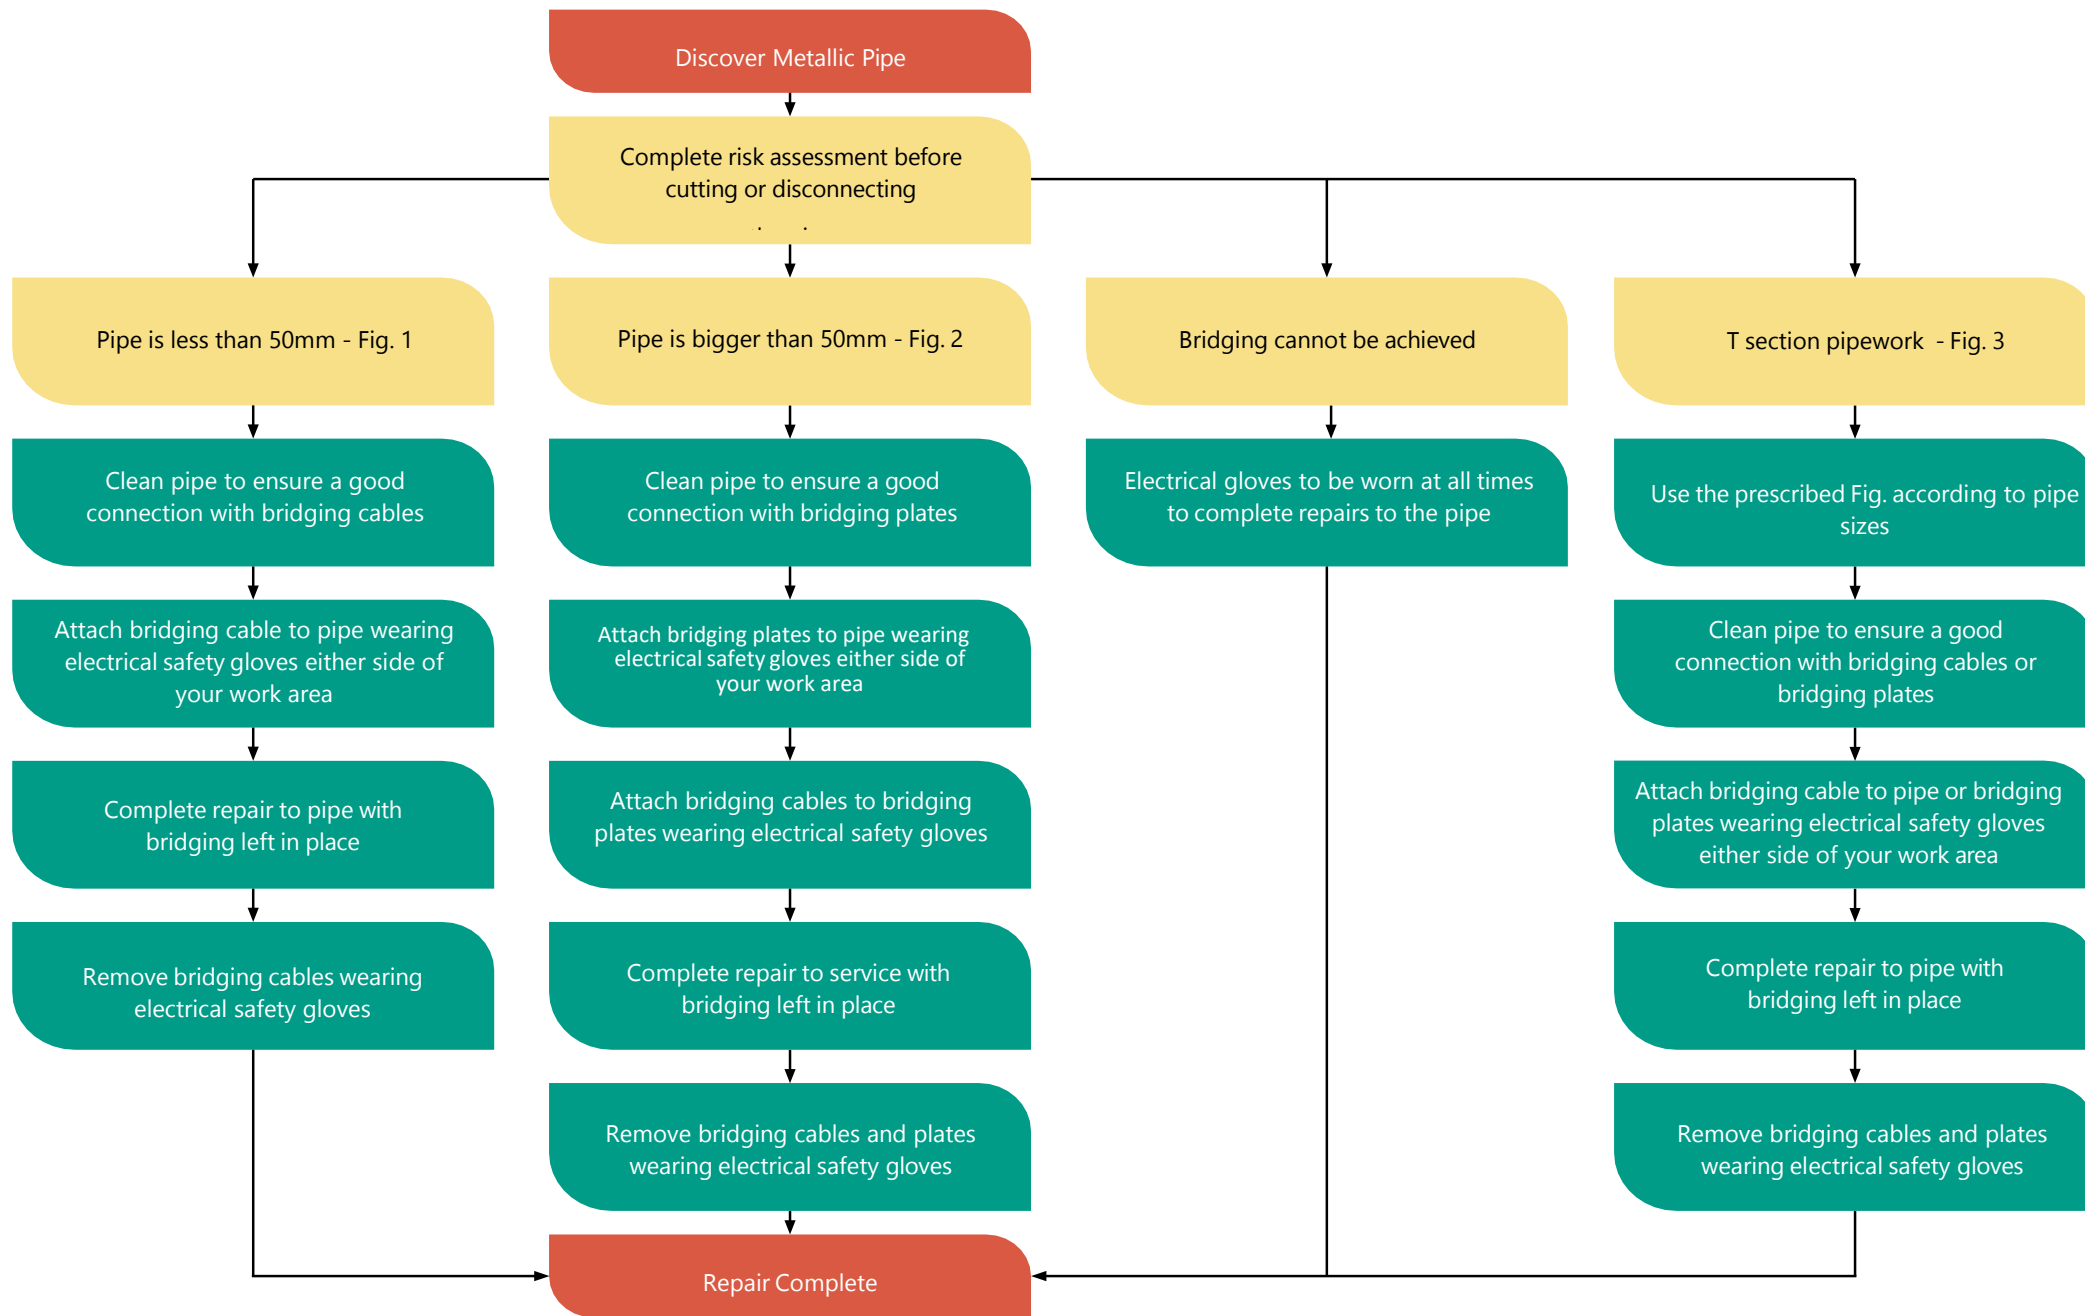 Discover Metallic Pipe
Complete risk assessment before
cutting or disconnecting
Pipe is less than 50mm - Fig. 1
Pipe is bigger than 50mm - Fig. 2
Bridging cannot be achieved
T section pipework - Fig. 3
Clean pipe to ensure a good
connection with bridging cables
Clean pipe to ensure a good
connection with bridging plates
Electrical gloves to be worn at all times
to complete repairs to the pipe
Use the prescribed Fig. according to pipe
sizes
Attach bridging cable to pipe wearing
electrical safety gloves either side of
your work area
Attach bridging plates to pipe wearing
electrical safety gloves either side of
your work area
Clean pipe to ensure a good
connection with bridging cables or
bridging plates
Complete repair to pipe with
bridging left in place
Attach bridging cables to bridging
plates wearing electrical safety gloves
Attach bridging cable to pipe or bridging
plates wearing electrical safety gloves
either side of your work area
Remove bridging cables wearing
electrical safety gloves
Complete repair to service with
bridging left in place
Complete repair to pipe with
bridging left in place
Remove bridging cables and plates
wearing electrical safety gloves
Remove bridging cables and plates
wearing electrical safety gloves
Repair Complete